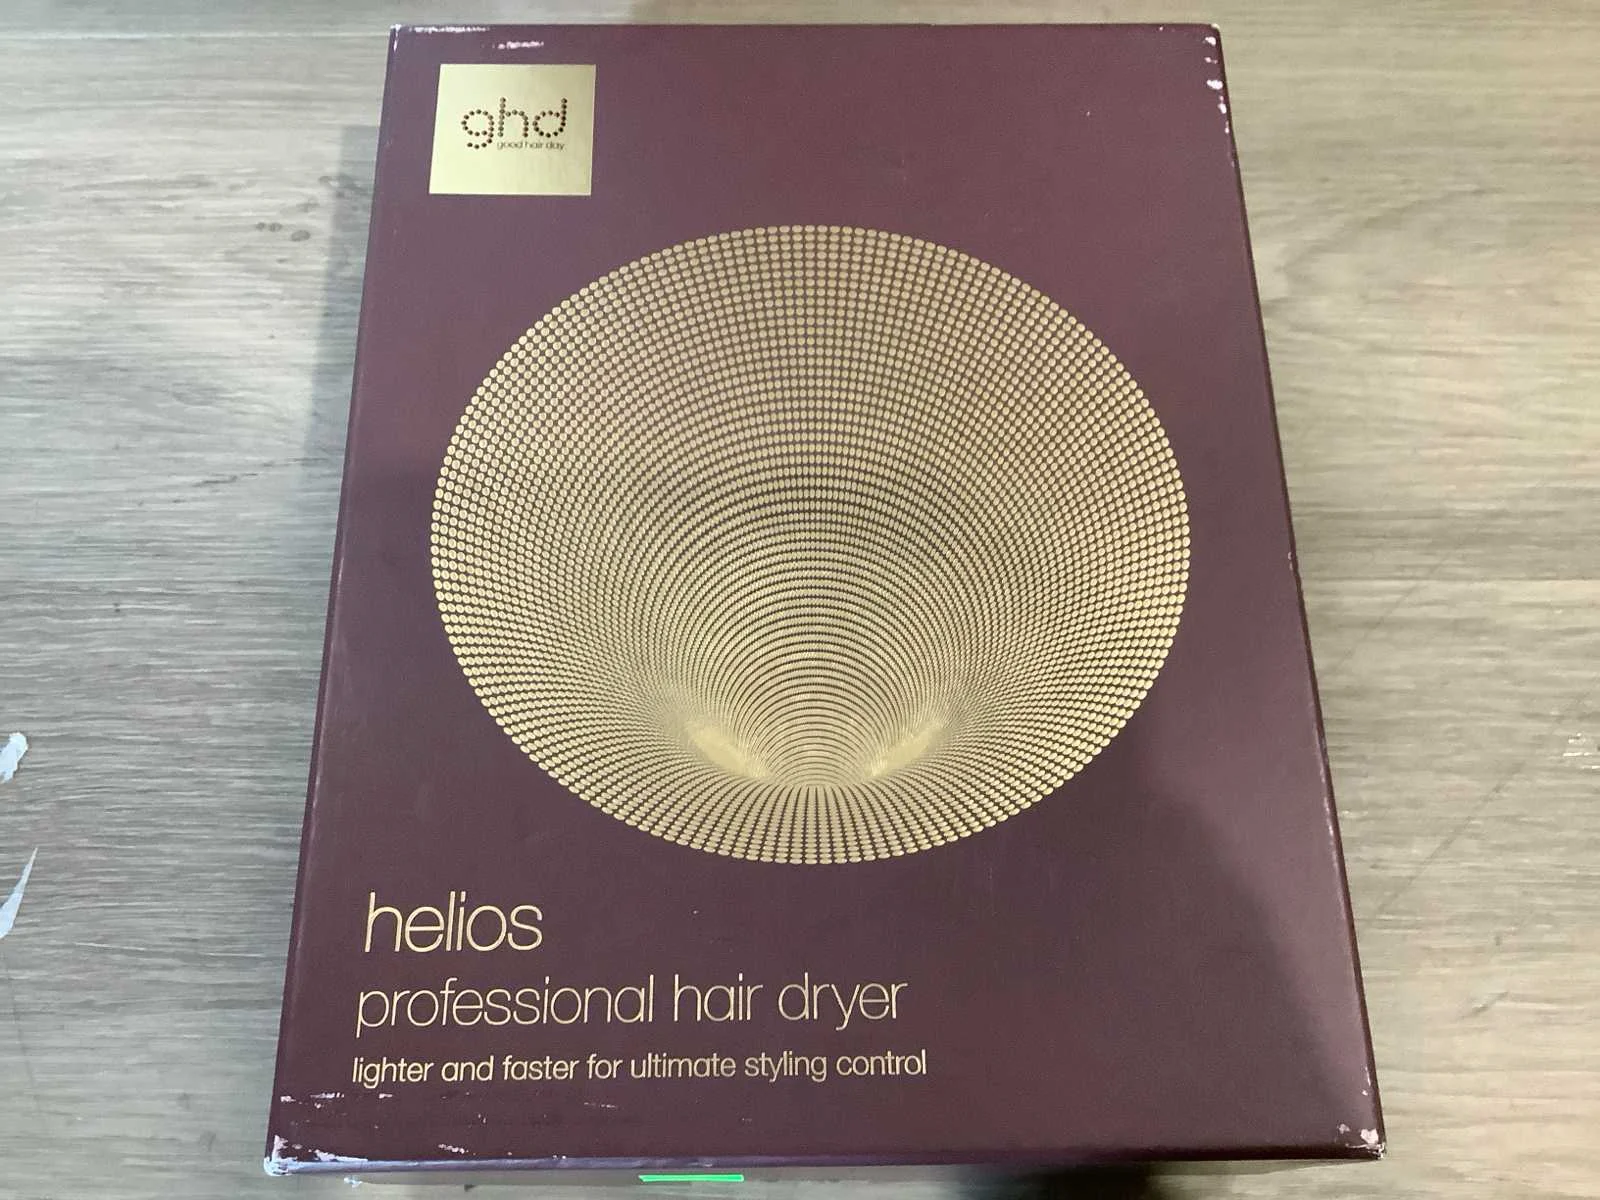 ghd
good hair day
helios
professional hair dryer
lighter and faster for ultimate styling control